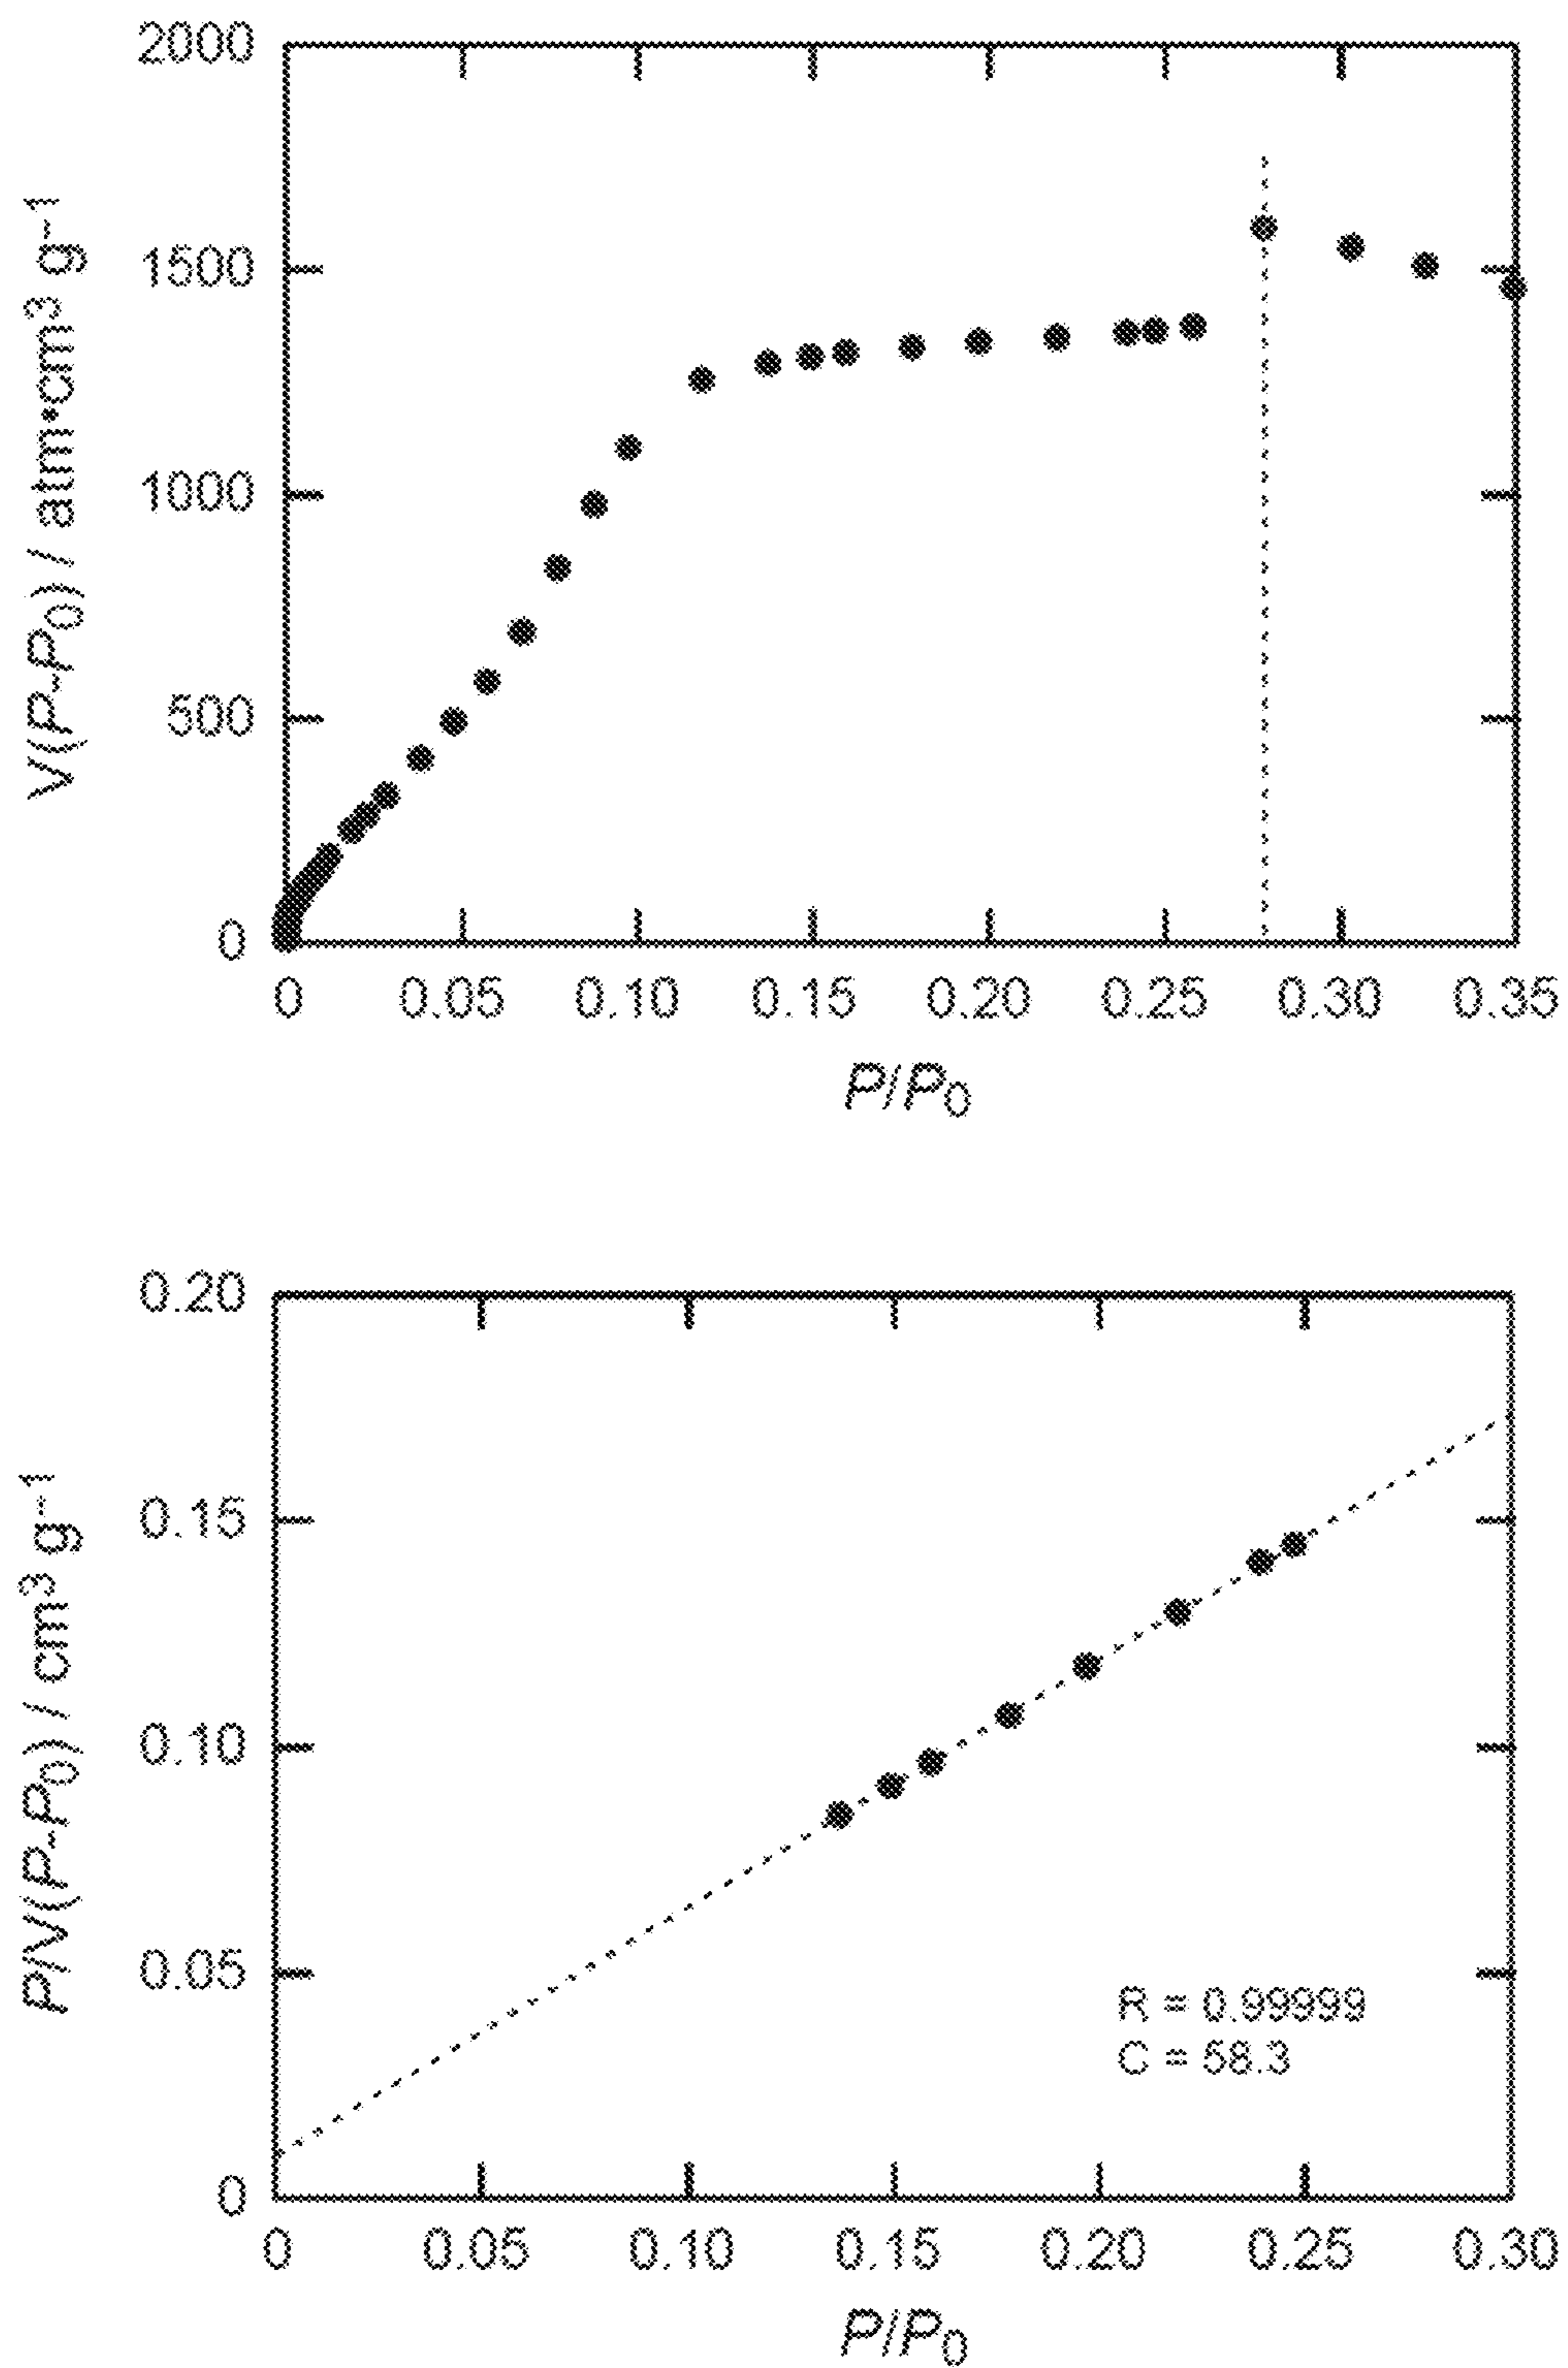 2000
1500
1000
500
0
V(P-P₀) / atm•cm³ g⁻¹
0 0.05 0.10 0.15 0.20 0.25 0.30 0.35
P/P₀
0.20
0.15
0.10
0.05
0
P/V(P-P₀) / cm³ g⁻¹
R = 0.99999
C = 58.3
0 0.05 0.10 0.15 0.20 0.25 0.30
P/P₀